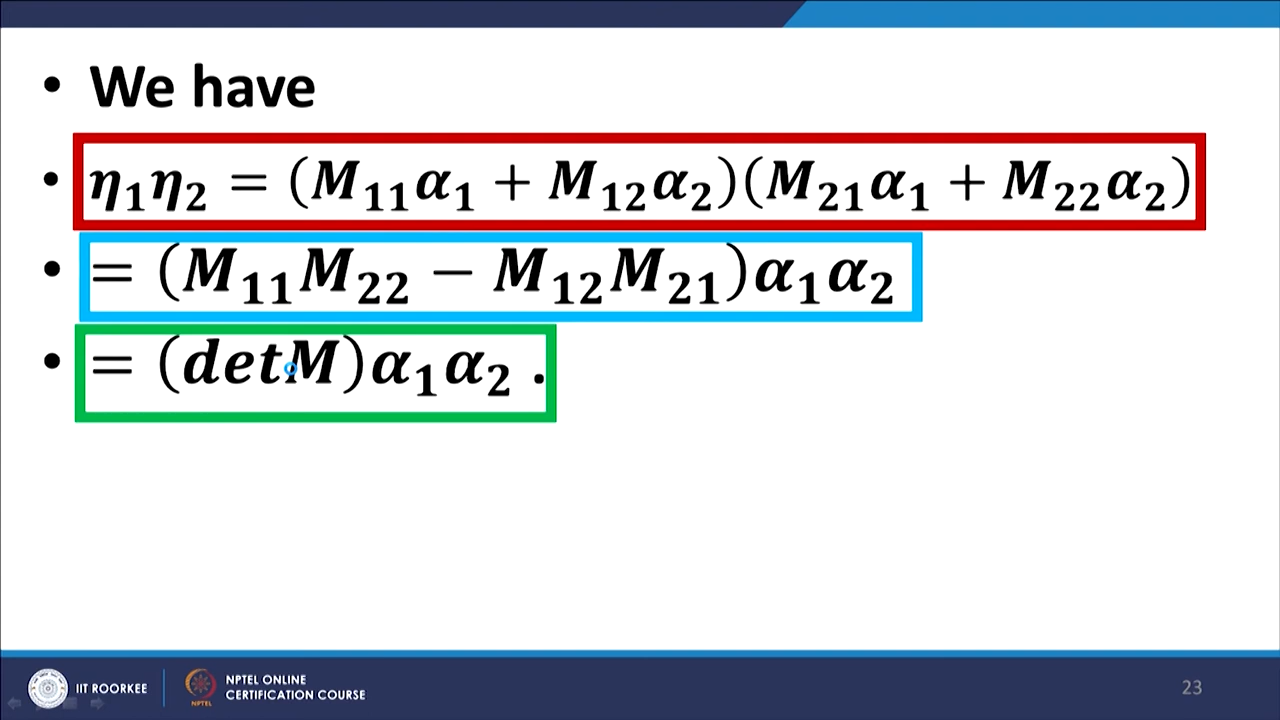 • We have
• η₁η₂ = (M₁₁α₁ + M₁₂α₂)(M₂₁α₁ + M₂₂α₂)
• = (M₁₁M₂₂ − M₁₂M₂₁)α₁α₂
• = (detM)α₁α₂ .
IIT ROORKEE
NPTEL
NPTEL ONLINE
CERTIFICATION COURSE
23